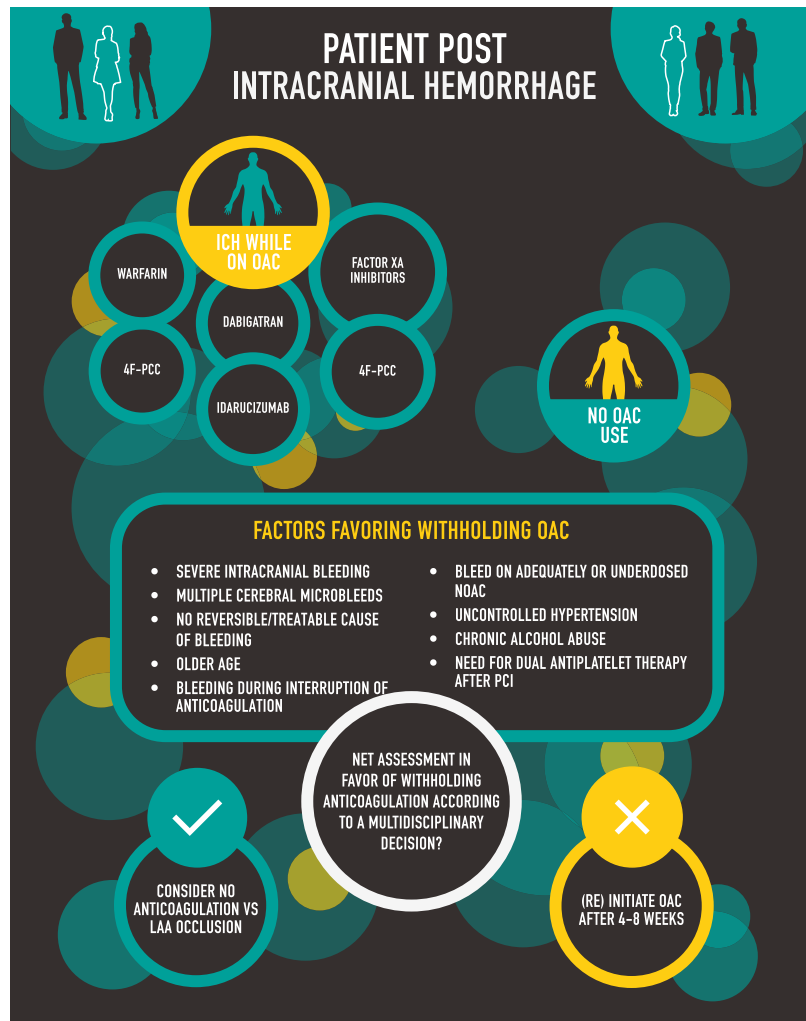 PATIENT POST
INTRACRANIAL HEMORRHAGE
ICH WHILE
ON OAC
WARFARIN
4F-PCC
DABIGATRAN
IDARUCIZUMAB
FACTOR XA
INHIBITORS
4F-PCC
NO OAC
USE
FACTORS FAVORING WITHHOLDING OAC
• SEVERE INTRACRANIAL BLEEDING
• MULTIPLE CEREBRAL MICROBLEEDS
• NO REVERSIBLE/TREATABLE CAUSE
OF BLEEDING
• OLDER AGE
• BLEEDING DURING INTERRUPTION OF
ANTICOAGULATION
• BLEED ON ADEQUATELY OR UNDERDOSED
NOAC
• UNCONTROLLED HYPERTENSION
• CHRONIC ALCOHOL ABUSE
• NEED FOR DUAL ANTIPLATELET THERAPY
AFTER PCI
NET ASSESSMENT IN
FAVOR OF WITHHOLDING
ANTICOAGULATION ACCORDING
TO A MULTIDISCIPLINARY
DECISION?
CONSIDER NO
ANTICOAGULATION VS
LAA OCCLUSION
(RE) INITIATE OAC
AFTER 4-8 WEEKS